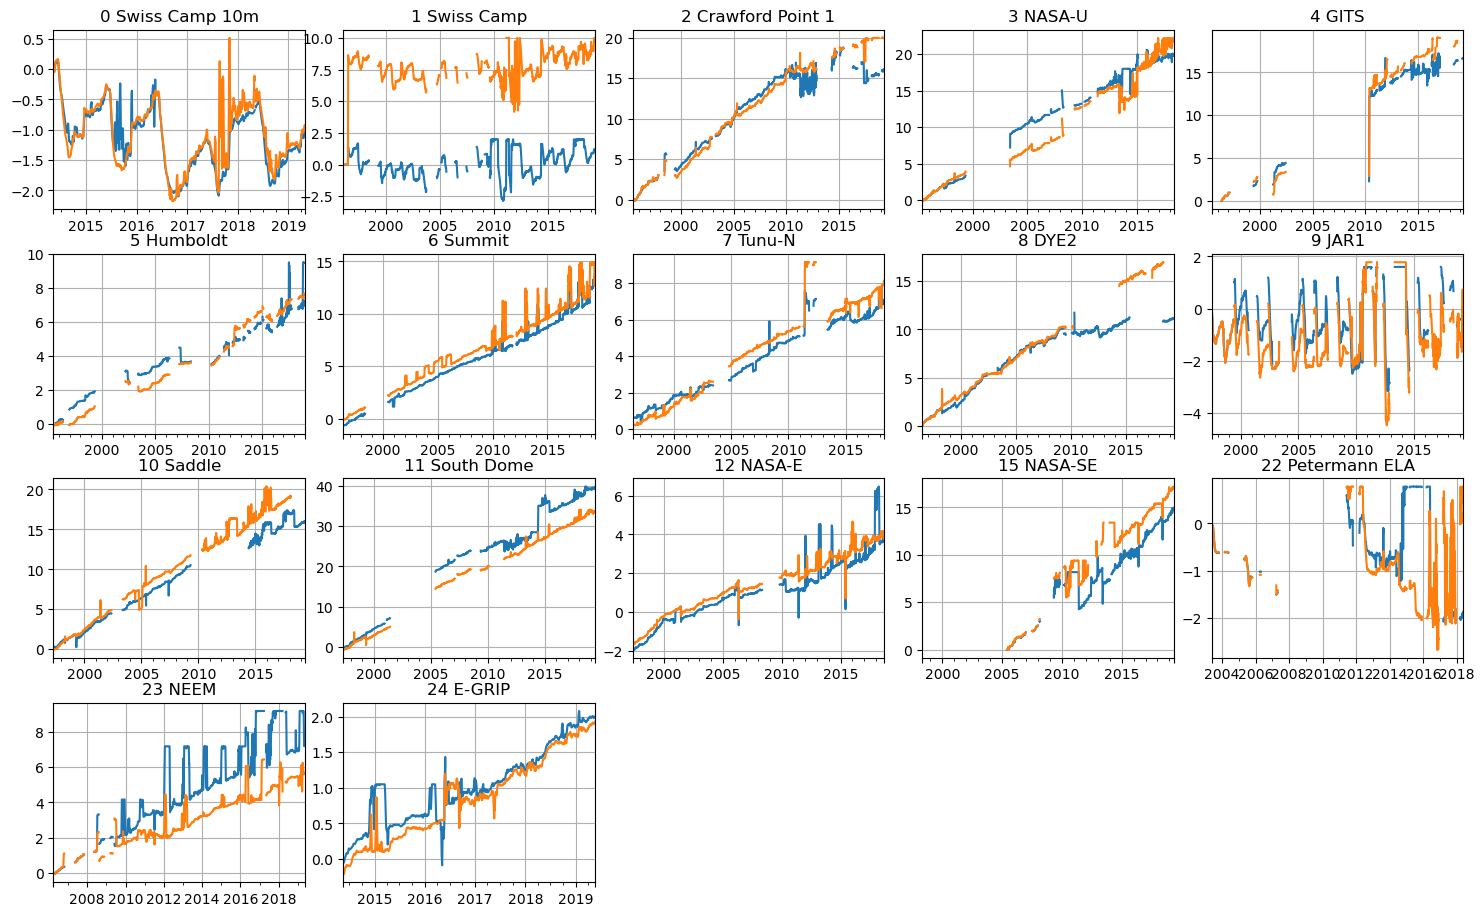 0 Swiss Camp 10m
0.5
0.0
−0.5
−1.0
−1.5
−2.0
2015 2016 2017 2018 2019
1 Swiss Camp
10.0
7.5
5.0
2.5
0.0
−2.5
2000 2005 2010 2015
2 Crawford Point 1
20
15
10
5
0
2000 2005 2010 2015
3 NASA-U
20
15
10
5
0
2000 2005 2010 2015
4 GITS
15
10
5
0
2000 2005 2010 2015
5 Humboldt
10
8
6
4
2
0
2000 2005 2010 2015
6 Summit
15
10
5
0
2000 2005 2010 2015
7 Tunu-N
8
6
4
2
0
2000 2005 2010 2015
8 DYE2
15
10
5
0
2000 2005 2010 2015
9 JAR1
2
0
−2
−4
2000 2005 2010 2015
10 Saddle
20
15
10
5
0
2000 2005 2010 2015
11 South Dome
40
30
20
10
0
2000 2005 2010 2015
12 NASA-E
6
4
2
0
−2
2000 2005 2010 2015
15 NASA-SE
15
10
5
0
2000 2005 2010 2015
22 Petermann ELA
0
−1
−2
2004 2006 2008 2010 2012 2014 2016 2018
23 NEEM
8
6
4
2
0
2008 2010 2012 2014 2016 2018
24 E-GRIP
2.0
1.5
1.0
0.5
0.0
2015 2016 2017 2018 2019